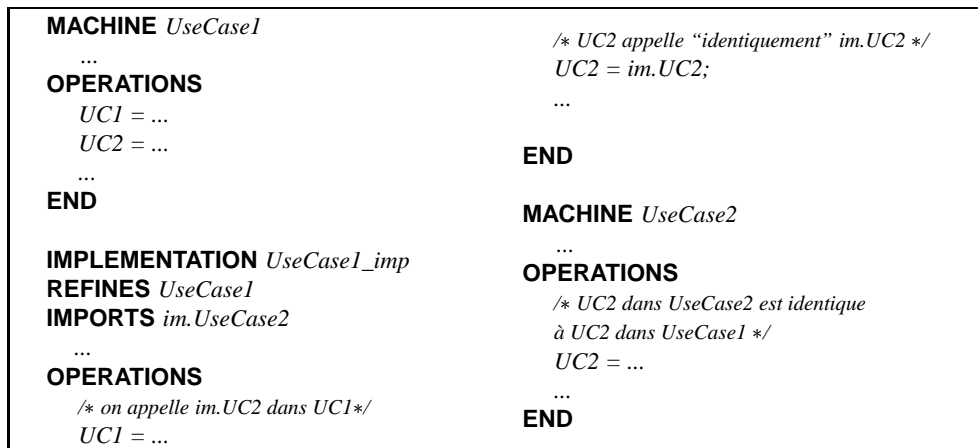 MACHINE UseCase1
...
OPERATIONS
UC1 = ...
UC2 = ...
...
END
IMPLEMENTATION UseCase1_imp
REFINES UseCase1
IMPORTS im.UseCase2
...
OPERATIONS
/* on appelle im.UC2 dans UC1*/
UC1 = ...
/* UC2 appelle “identiquement” im.UC2 */
UC2 = im.UC2;
...
END
MACHINE UseCase2
...
OPERATIONS
/* UC2 dans UseCase2 est identique
à UC2 dans UseCase1 */
UC2 = ...
...
END